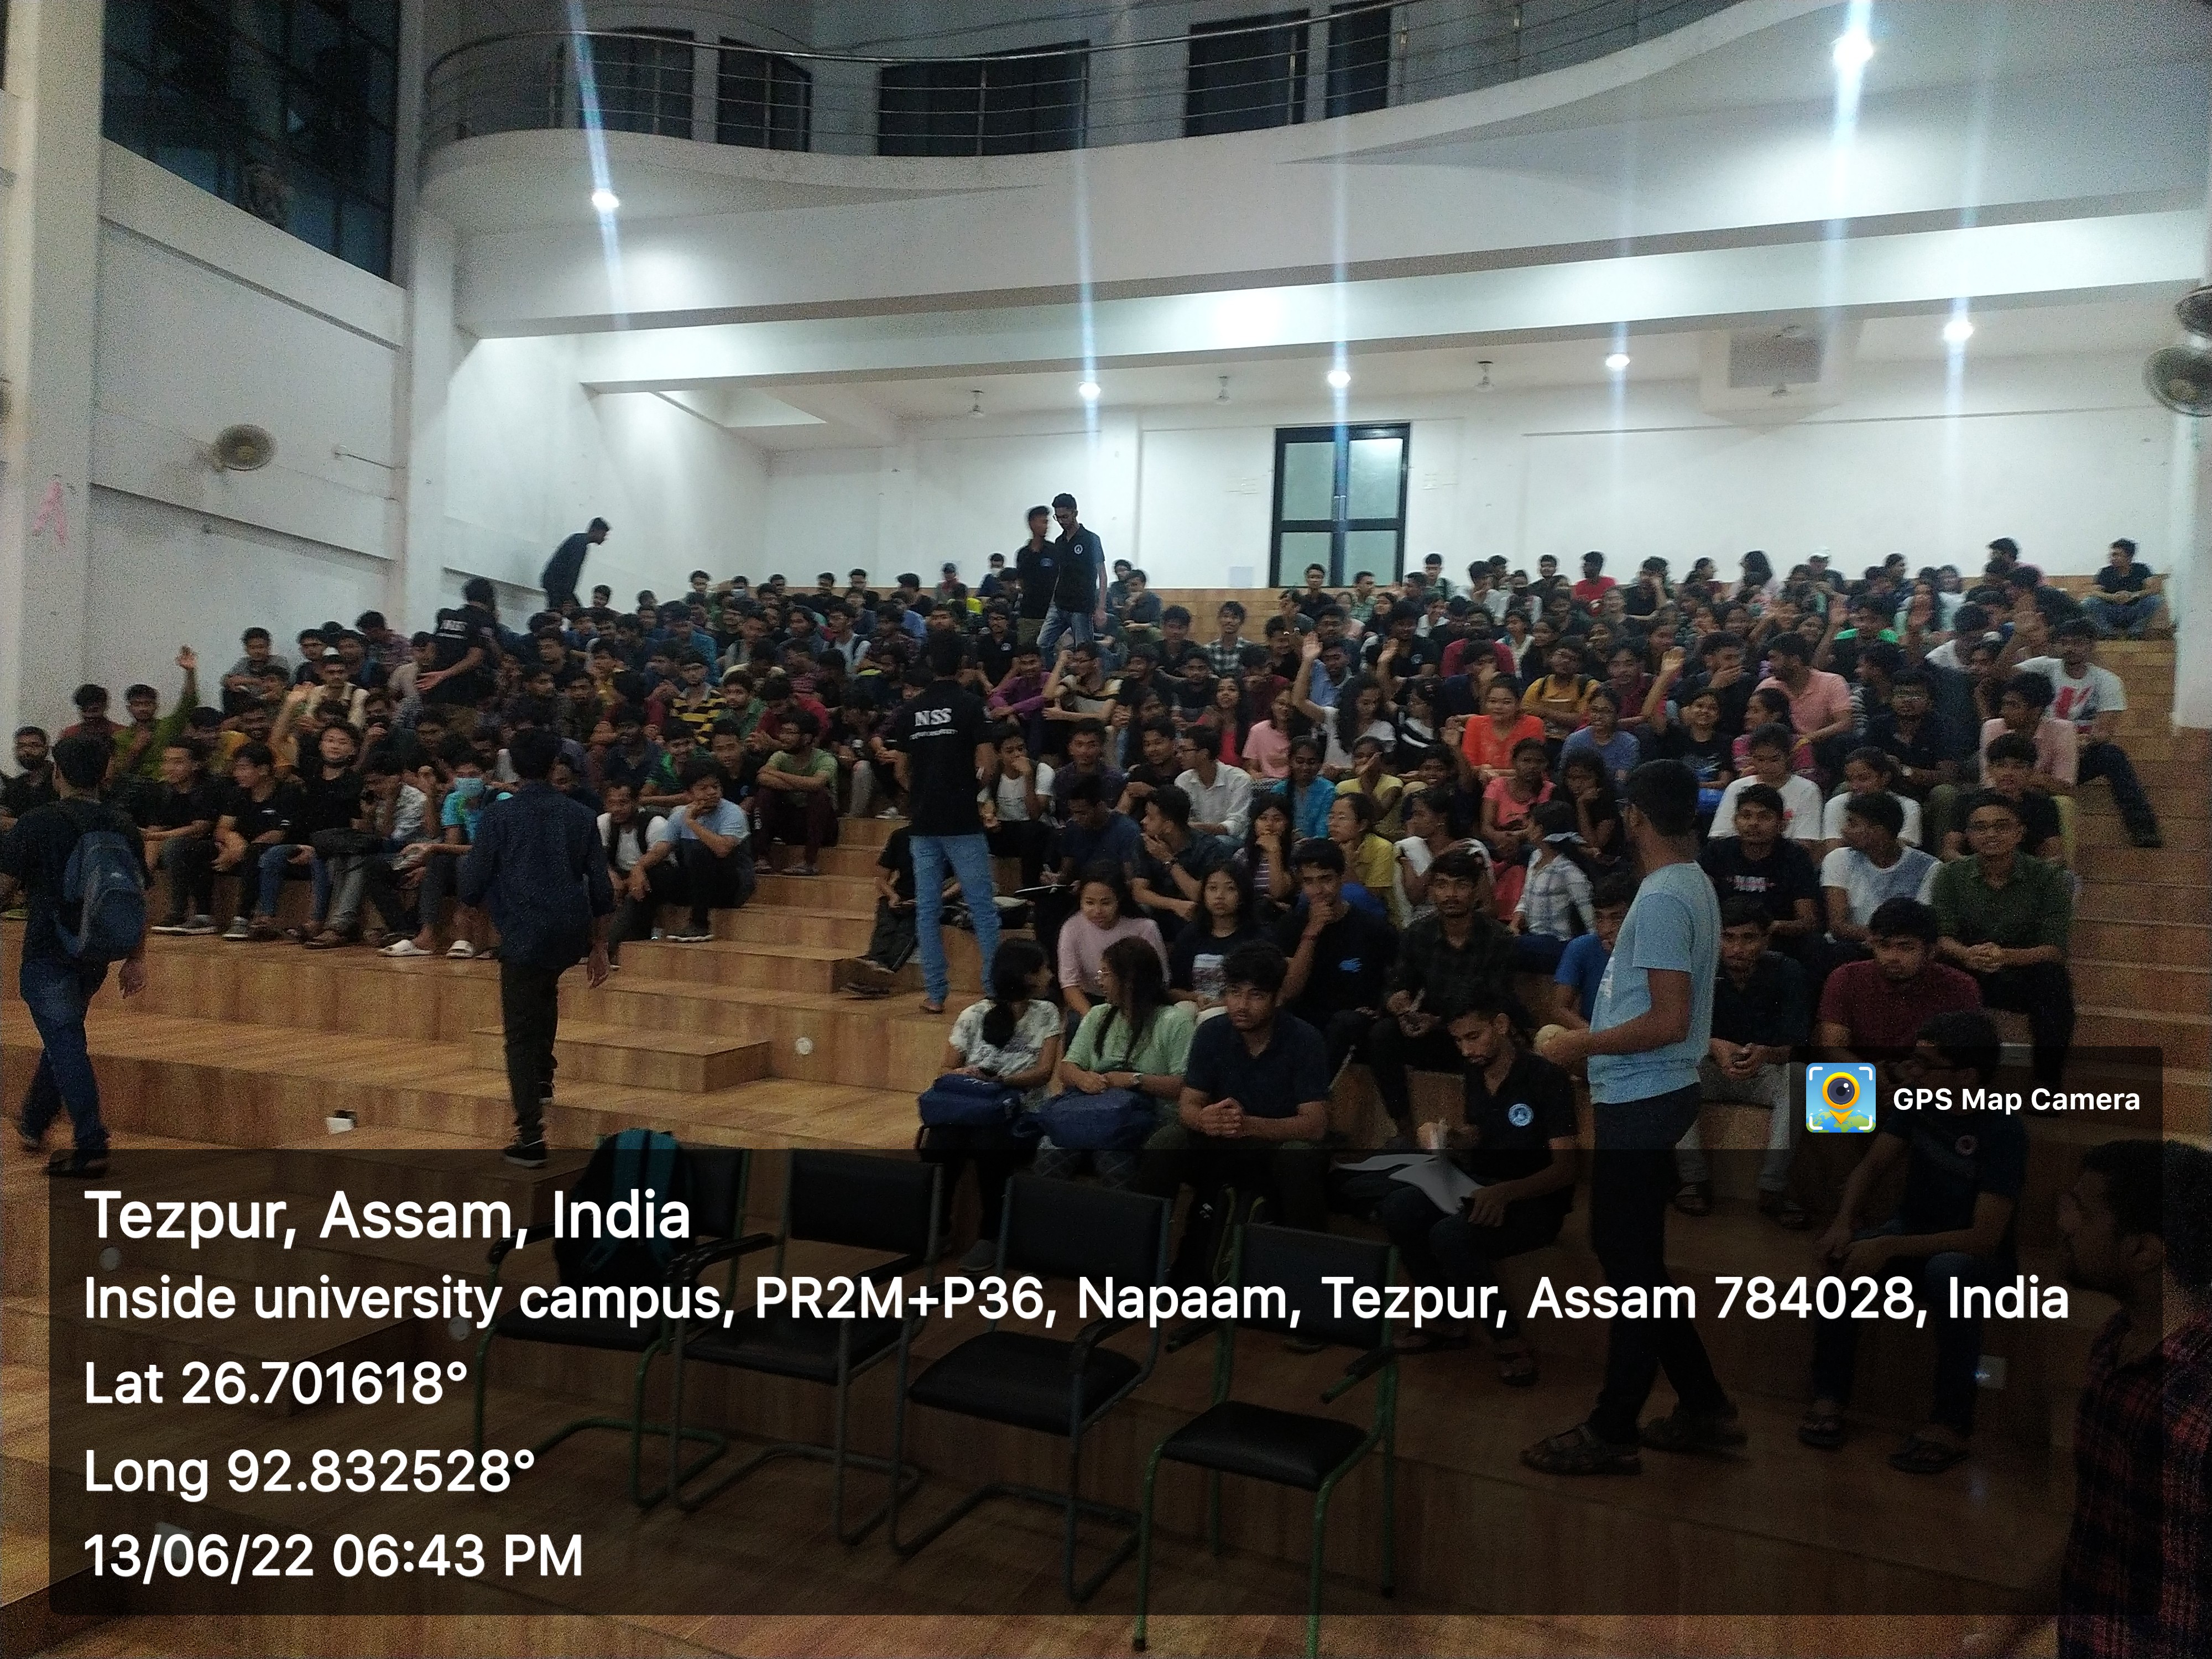 NSS
NSS
GPS Map Camera
Tezpur, Assam, India
Inside university campus, PR2M+P36, Napaam, Tezpur, Assam 784028, India
Lat 26.701618°
Long 92.832528°
13/06/22 06:43 PM